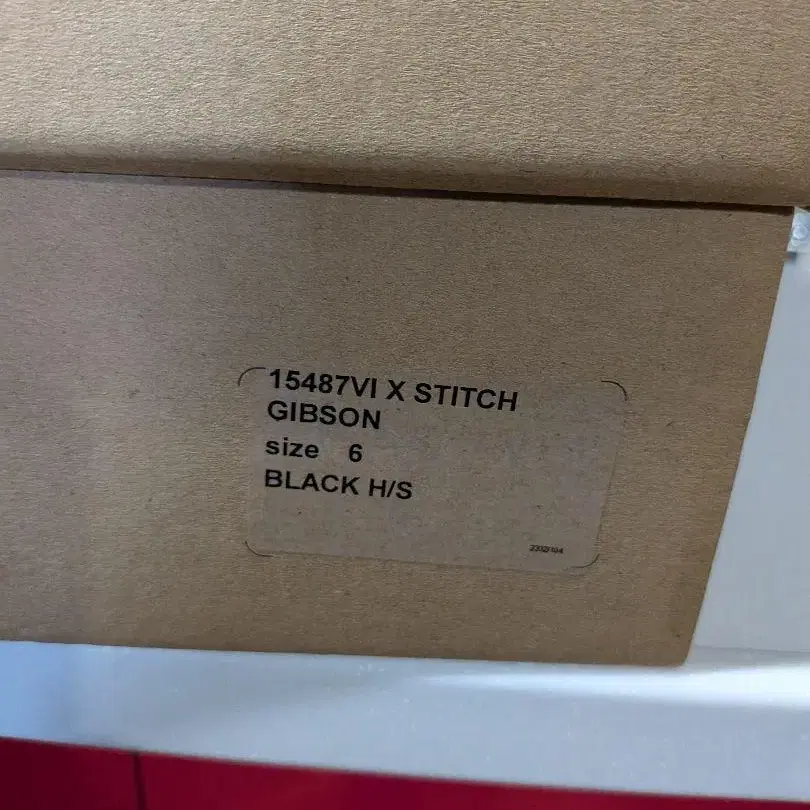 15487VI X STITCH
GIBSON
size 6
BLACK H/S